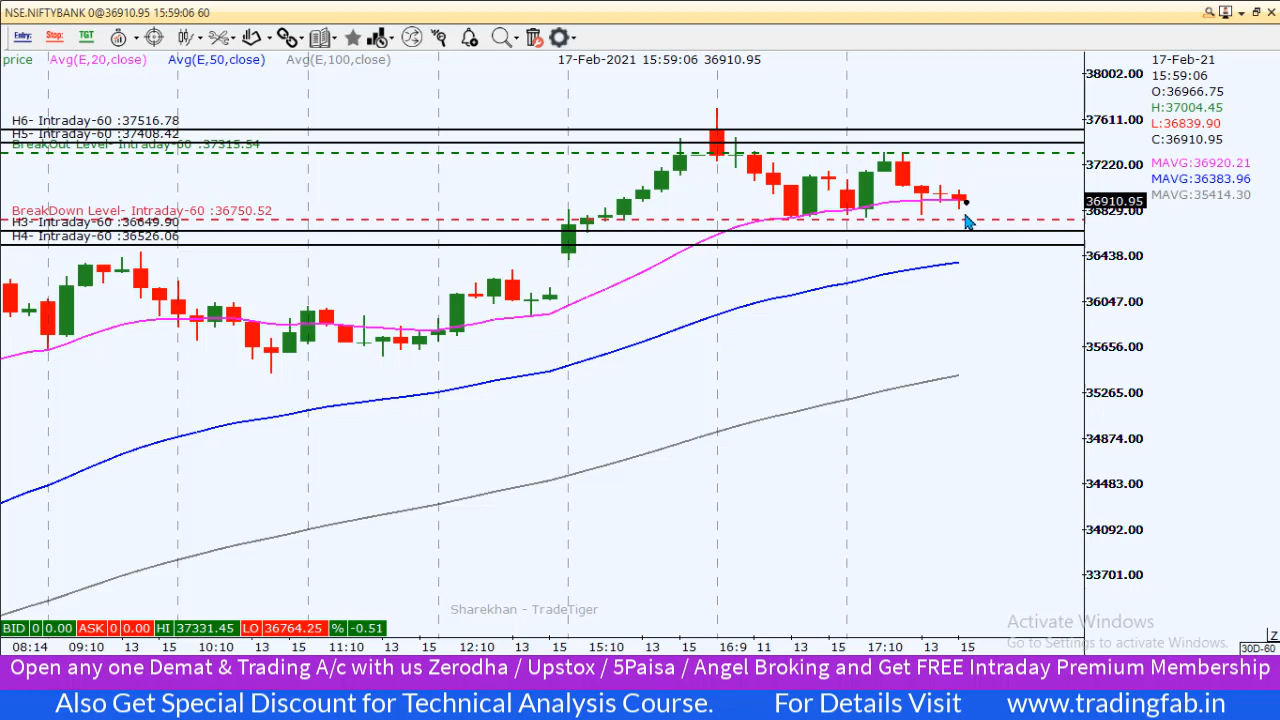 NSE.NIFTYBANK 0@36910.95 15:59:06 60
Entry: Stop: TGT
price Avg(E,20,close) Avg(E,50,close) Avg(E,100,close) 17-Feb-2021 15:59:06 36910.95
17-Feb-21
15:59:06
O:36966.75
H:37004.45
L:36839.90
C:36910.95
MAVG:36920.21
MAVG:36383.96
MAVG:35414.30
38002.00
37611.00
37220.00
36910.95
36829.00
36438.00
36047.00
35656.00
35265.00
34874.00
34483.00
34092.00
33701.00
H6- Intraday-60 :37516.78
H5- Intraday-60 :37408.42
BreakOut Level- Intraday-60 :37315.54
BreakDown Level- Intraday-60 :36750.52
H3- Intraday-60 :36649.90
H4- Intraday-60 :36526.06
Sharekhan - TradeTiger
Activate Windows
Go to Settings to activate Windows.
BID 0 0.00 ASK 0 0.00 HI 37331.45 LO 36764.25 % -0.51
Z
08:14 09:10 13 15 10:10 13 15 11:10 13 15 12:10 13 15 15:10 13 15 16:9 11 13 15 17:10 13 15 30D-60
Open any one Demat & Trading A/c with us Zerodha / Upstox / 5Paisa / Angel Broking and Get FREE Intraday Premium Membership
Also Get Special Discount for Technical Analysis Course. For Details Visit www.tradingfab.in